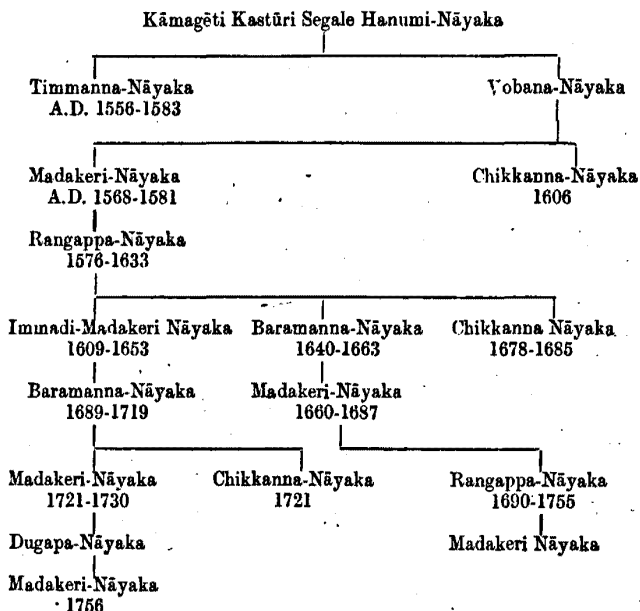 Kāmagēti Kastūri Segale Hanumi-Nāyaka
Timmanna-Nāyaka Vobana-Nāyaka
A.D. 1556-1583
Madakeri-Nāyaka Chikkanna-Nāyaka
A.D. 1568-1581 1606
Rangappa-Nāyaka
1576-1633
Immadi-Madakeri Nāyaka Baramanna-Nāyaka Chikkanna Nāyaka
1609-1653 1640-1663 1678-1685
Baramanna-Nāyaka Madakeri-Nāyaka
1689-1719 1660-1687
Madakeri-Nāyaka Chikkanna-Nāyaka Rangappa-Nāyaka
1721-1730 1721 1690-1755
Dugapa-Nāyaka Madakeri Nāyaka
Madakeri-Nāyaka
1756